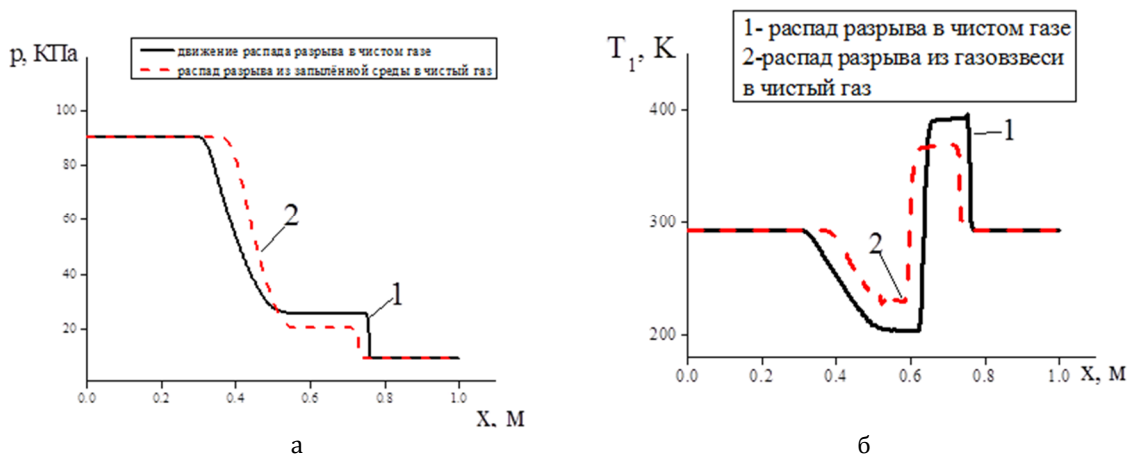 p, КПа
движение распада разрыва в чистом газе
распад разрыва из запылённой среды в чистый газ
100
80
60
40
20
2
1
0.0 0.2 0.4 0.6 0.8 1.0
X, м
а
T1, K
1- распад разрыва в чистом газе
2-распад разрыва из газовзвеси
в чистый газ
400
300
200
1
2
0.0 0.2 0.4 0.6 0.8 1.0
X, м
б